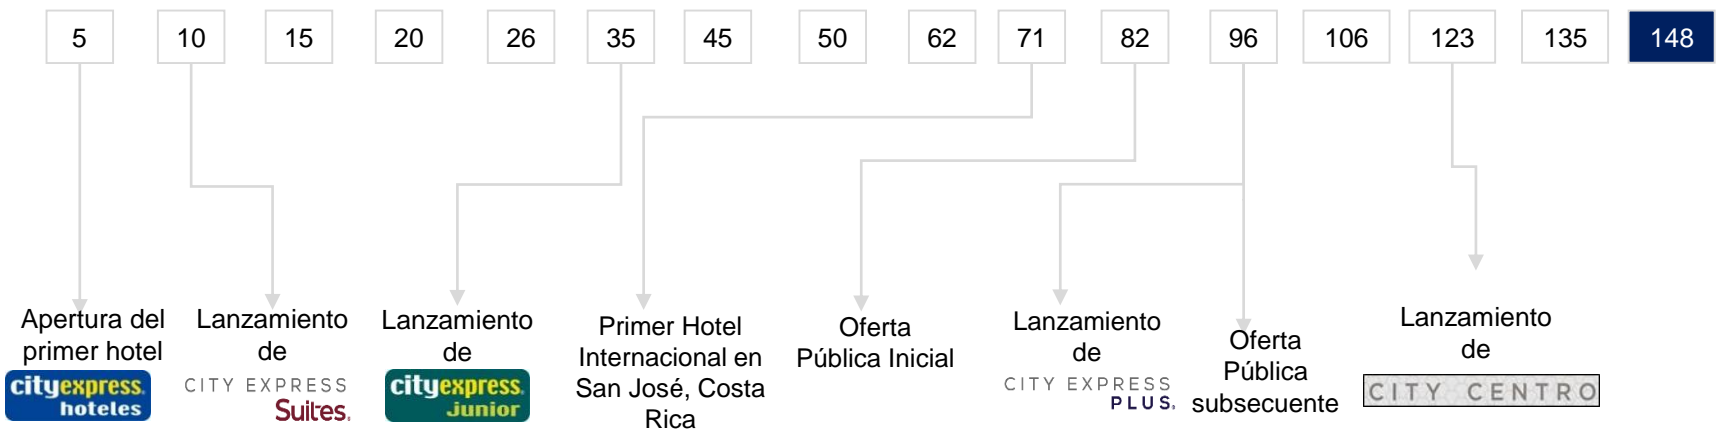 5 10 15 20 26 35 45 50 62 71 82 96 106 123 135 148
Apertura del
primer hotel
cityexpress.
hoteles
Lanzamiento
de
CITY EXPRESS
Suites.
Lanzamiento
de
cityexpress.
Junior
Primer Hotel
Internacional en
San José, Costa
Rica
Oferta
Pública Inicial
Lanzamiento
de
CITY EXPRESS
PLUS.
Oferta
Pública
subsecuente
Lanzamiento
de
CITY CENTRO